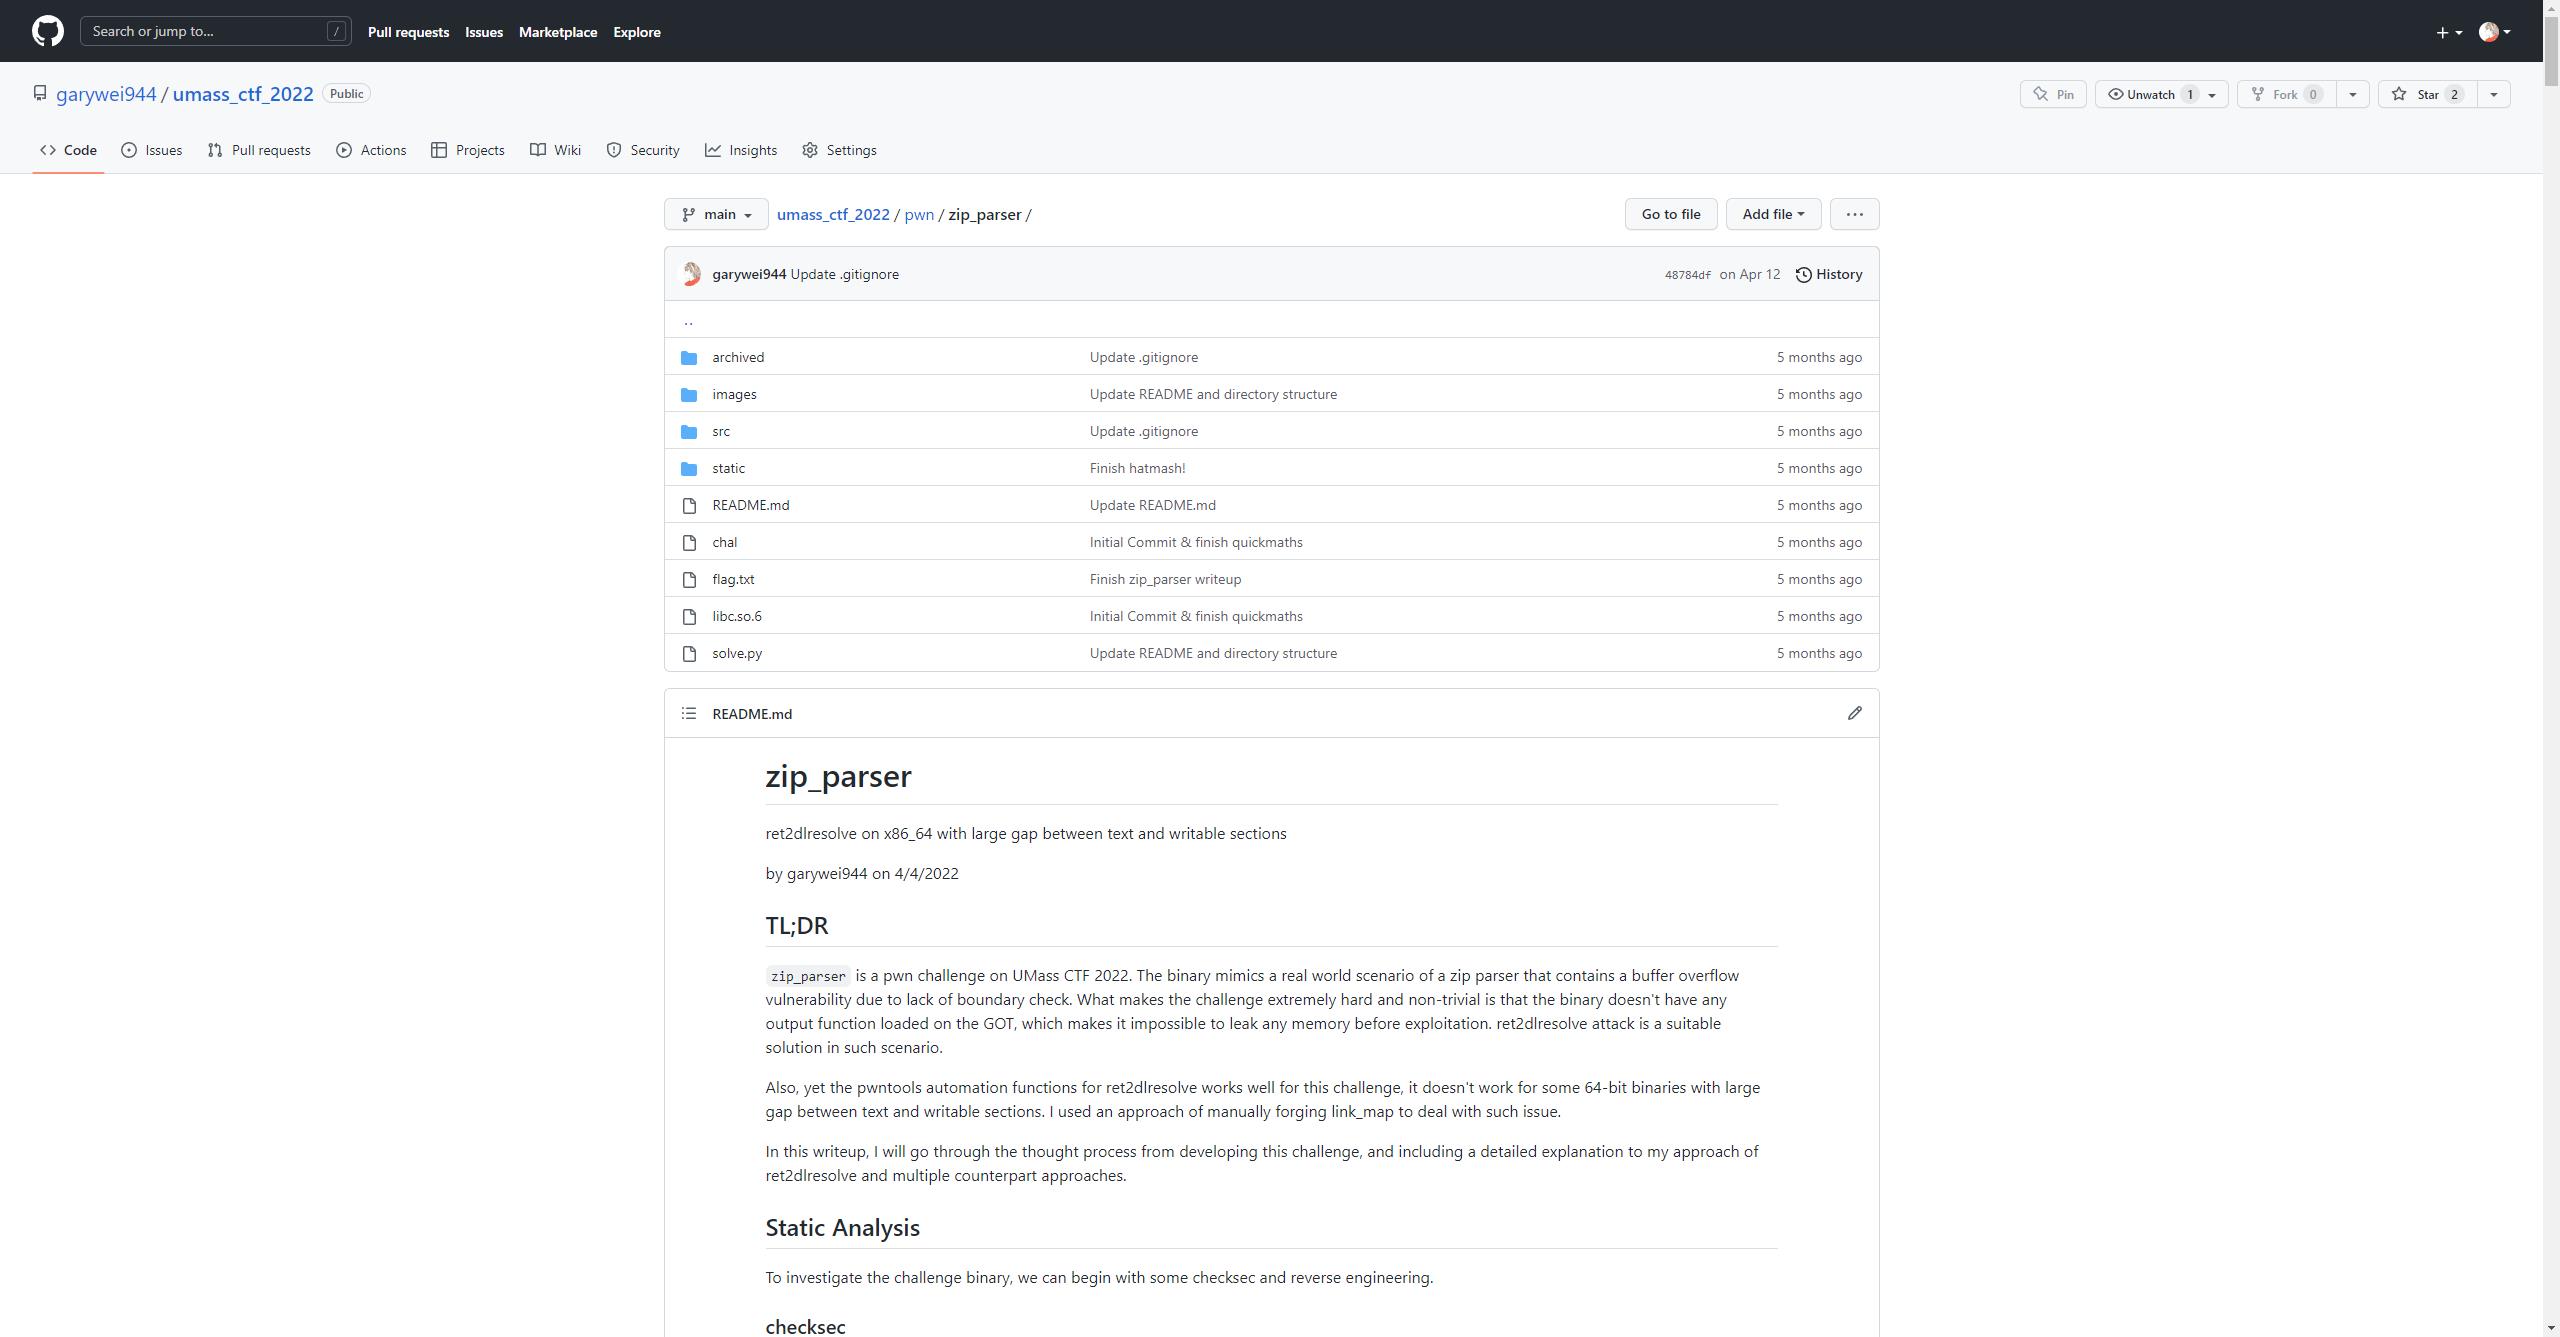 Search or jump to... /
Pull requests Issues Marketplace Explore
garywei944 / umass_ctf_2022 Public
Pin Unwatch 1 Fork 0 Star 2
Code Issues Pull requests Actions Projects Wiki Security Insights Settings
main umass_ctf_2022 / pwn / zip_parser / Go to file Add file ...
garywei944 Update .gitignore 48784df on Apr 12 History
..
archived Update .gitignore 5 months ago
images Update README and directory structure 5 months ago
src Update .gitignore 5 months ago
static Finish hatmash! 5 months ago
README.md Update README.md 5 months ago
chal Initial Commit & finish quickmaths 5 months ago
flag.txt Finish zip_parser writeup 5 months ago
libc.so.6 Initial Commit & finish quickmaths 5 months ago
solve.py Update README and directory structure 5 months ago
README.md
zip_parser
ret2dlresolve on x86_64 with large gap between text and writable sections
by garywei944 on 4/4/2022
TL;DR
zip_parser is a pwn challenge on UMass CTF 2022. The binary mimics a real world scenario of a zip parser that contains a buffer overflow
vulnerability due to lack of boundary check. What makes the challenge extremely hard and non-trivial is that the binary doesn't have any
output function loaded on the GOT, which makes it impossible to leak any memory before exploitation. ret2dlresolve attack is a suitable
solution in such scenario.
Also, yet the pwntools automation functions for ret2dlresolve works well for this challenge, it doesn't work for some 64-bit binaries with large
gap between text and writable sections. I used an approach of manually forging link_map to deal with such issue.
In this writeup, I will go through the thought process from developing this challenge, and including a detailed explanation to my approach of
ret2dlresolve and multiple counterpart approaches.
Static Analysis
To investigate the challenge binary, we can begin with some checksec and reverse engineering.
checksec